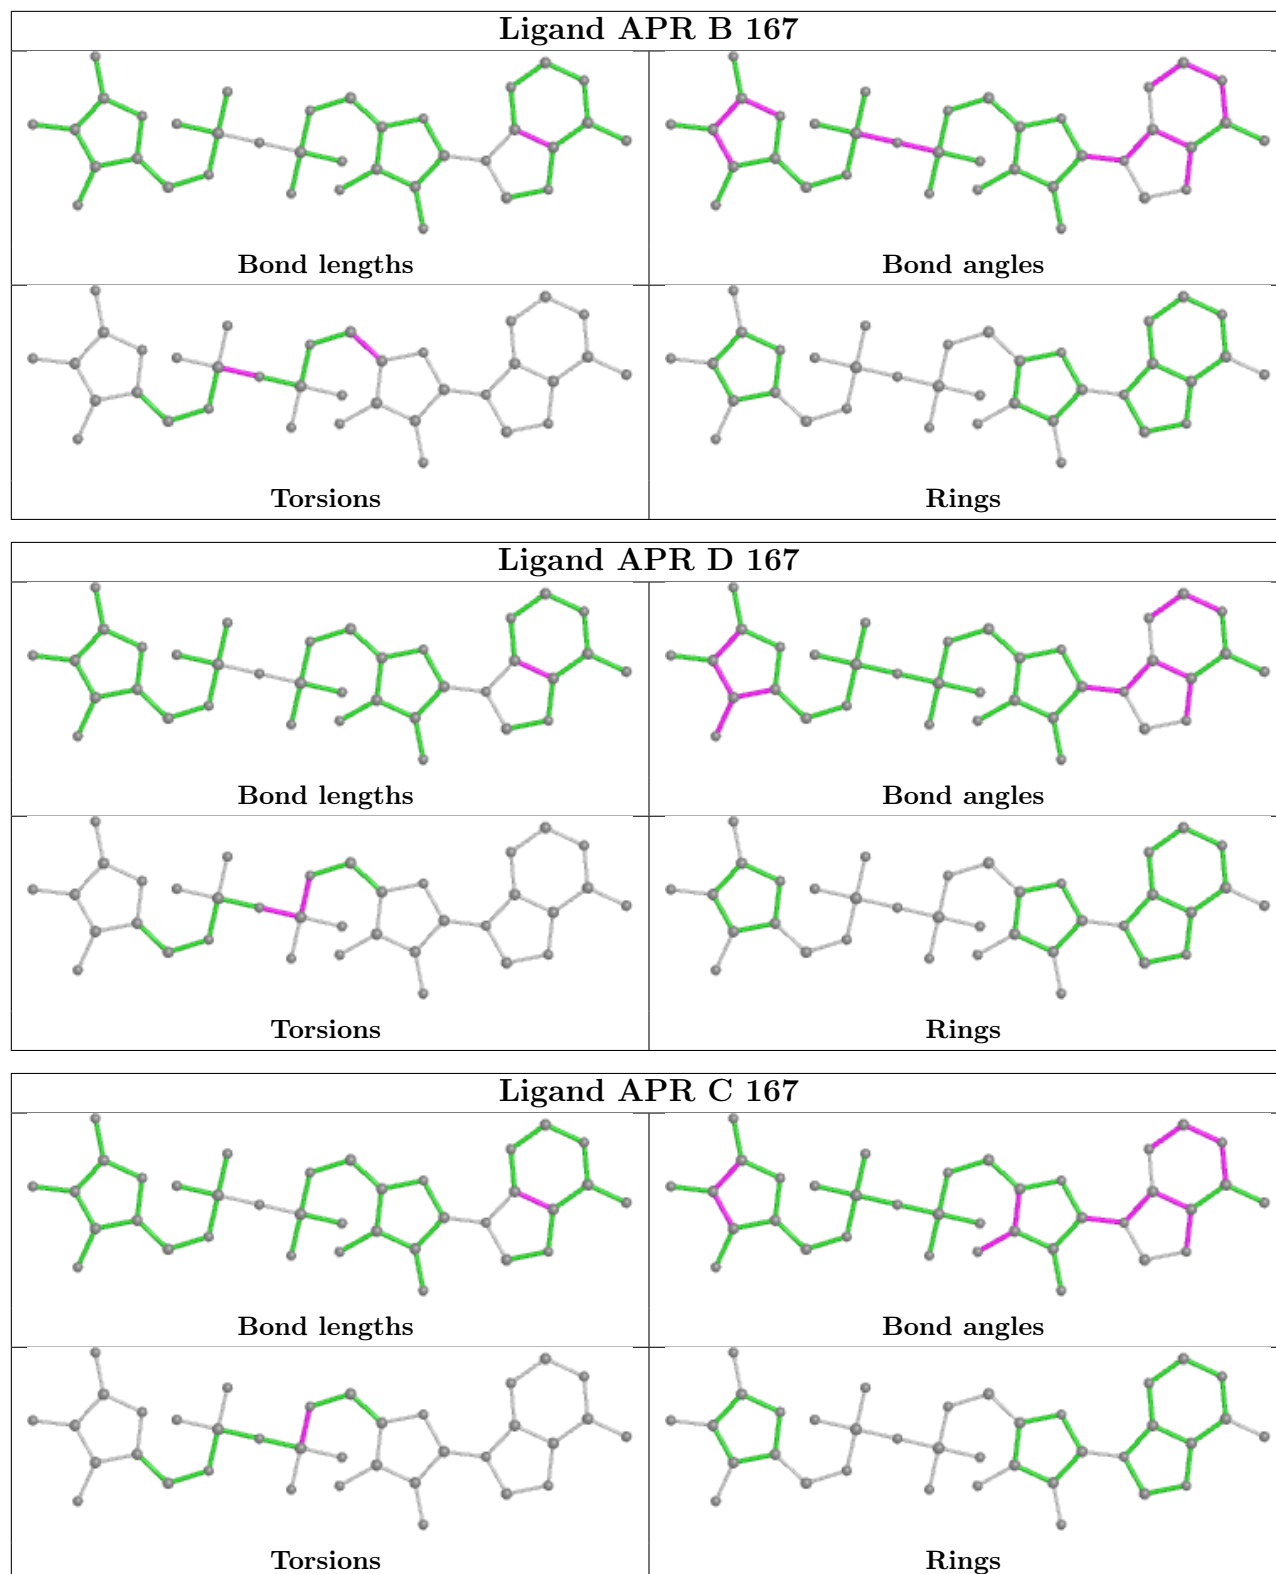 Ligand APR B 167
Bond lengths
Bond angles
Torsions
Rings
Ligand APR D 167
Bond lengths
Bond angles
Torsions
Rings
Ligand APR C 167
Bond lengths
Bond angles
Torsions
Rings